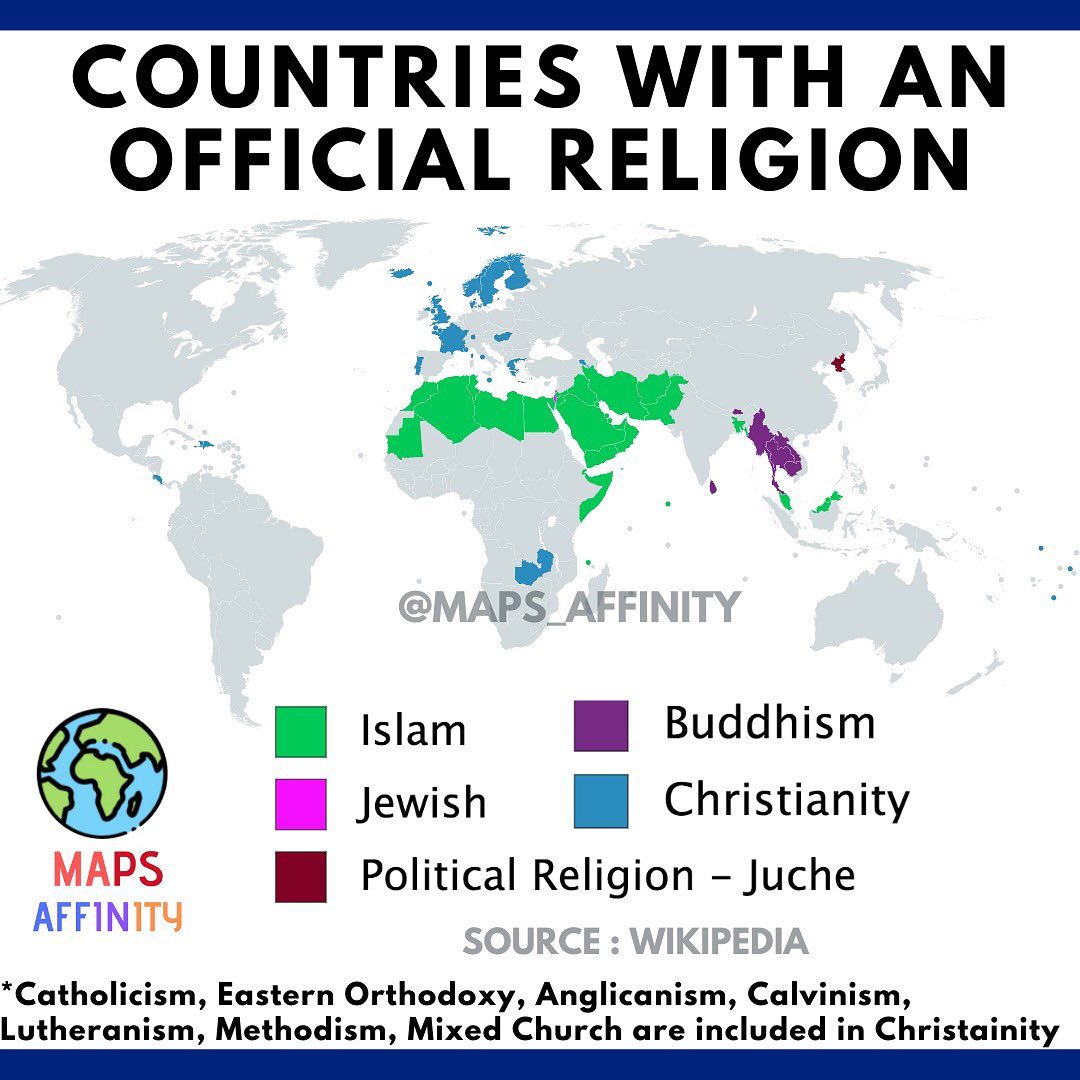 COUNTRIES WITH AN
OFFICIAL RELIGION
@MAPS_AFFINITY
Islam
Buddhism
Jewish
Christianity
Political Religion – Juche
MAPS
AFFINITY
SOURCE : WIKIPEDIA
*Catholicism, Eastern Orthodoxy, Anglicanism, Calvinism,
Lutheranism, Methodism, Mixed Church are included in Christainity